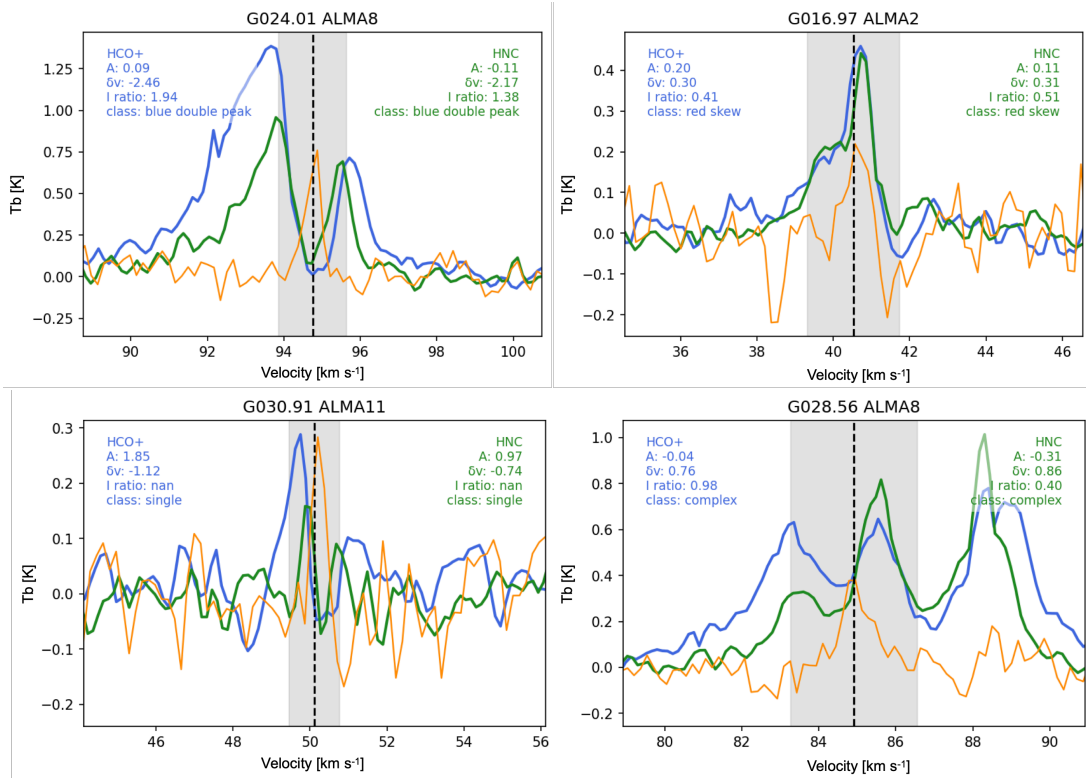 G024.01 ALMA8
HCO+
A: 0.09
δv: -2.46
I ratio: 1.94
class: blue double peak
HNC
A: -0.11
δv: -2.17
I ratio: 1.38
class: blue double peak
Tb [K]
1.25
1.00
0.75
0.50
0.25
0.00
−0.25
90
92
94
96
98
100
Velocity [km s⁻¹]
G016.97 ALMA2
HCO+
A: 0.20
δv: 0.30
I ratio: 0.41
class: red skew
HNC
A: 0.11
δv: 0.31
I ratio: 0.51
class: red skew
Tb [K]
0.4
0.3
0.2
0.1
0.0
−0.1
−0.2
36
38
40
42
44
46
Velocity [km s⁻¹]
G030.91 ALMA11
HCO+
A: 1.85
δv: -1.12
I ratio: nan
class: single
HNC
A: 0.97
δv: -0.74
I ratio: nan
class: single
Tb [K]
0.3
0.2
0.1
0.0
−0.1
−0.2
46
48
50
52
54
56
Velocity [km s⁻¹]
G028.56 ALMA8
HCO+
A: -0.04
δv: 0.76
I ratio: 0.98
class: complex
HNC
A: -0.31
δv: 0.86
I ratio: 0.40
class: complex
Tb [K]
1.0
0.8
0.6
0.4
0.2
0.0
−0.2
80
82
84
86
88
90
Velocity [km s⁻¹]